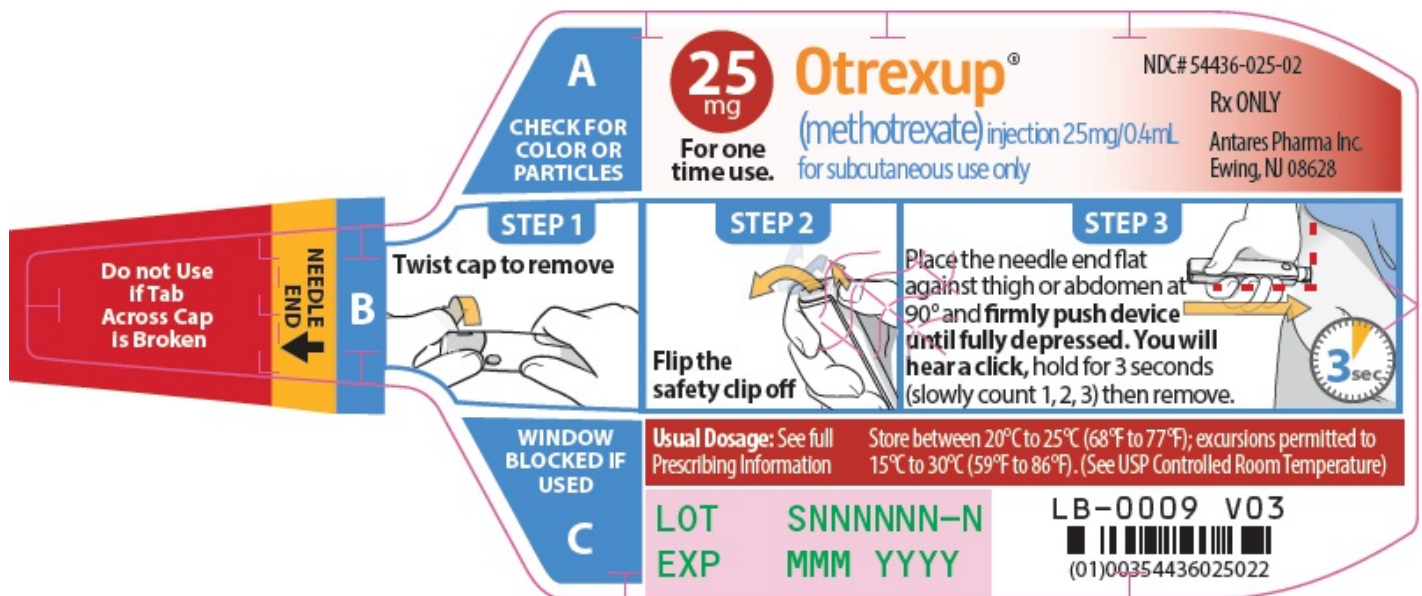 A
CHECK FOR
COLOR OR
PARTICLES
25
mg
For one
time use.
Otrexup®
(methotrexate) injection 25mg/0.4mL
for subcutaneous use only
NDC# 54436-025-02
Rx ONLY
Antares Pharma Inc.
Ewing, NJ 08628
Do not Use
if Tab
Across Cap
is Broken
NEEDLE
END
B
STEP 1
Twist cap to remove
STEP 2
Flip the
safety clip off
STEP 3
Place the needle end flat
against thigh or abdomen at
90° and firmly push device
until fully depressed. You will
hear a click, hold for 3 seconds
(slowly count 1, 2, 3) then remove.
3 sec
WINDOW
BLOCKED IF
USED
C
Usual Dosage: See full
Prescribing Information
Store between 20°C to 25°C (68°F to 77°F); excursions permitted to
15°C to 30°C (59°F to 86°F). (See USP Controlled Room Temperature)
LOT SNNNNNN-N
EXP MMM YYYY
LB-0009 V03
(01)00354436025022